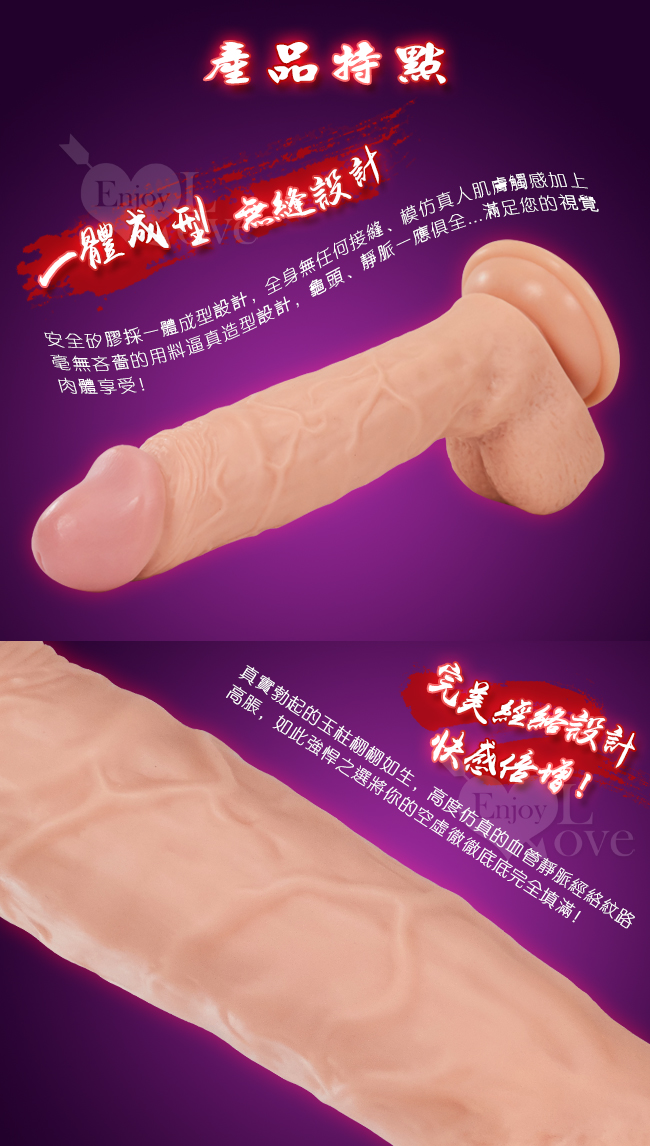 產品特點
Enjoy Love
一體成型 無縫設計
安全矽膠採一體成型設計，全身無任何接縫、模仿真人肌膚觸感加上
毫無吝嗇的用料逼真造型設計，龜頭、靜脈一應俱全...滿足您的視覺
肉體享受！
完美經絡設計
快感倍增！
真實勃起的玉柱栩栩如生，高度仿真的血管靜脈經絡紋路
高脹，如此強悍之選將你的空虛徹徹底底完全填滿！
Enjoy Love